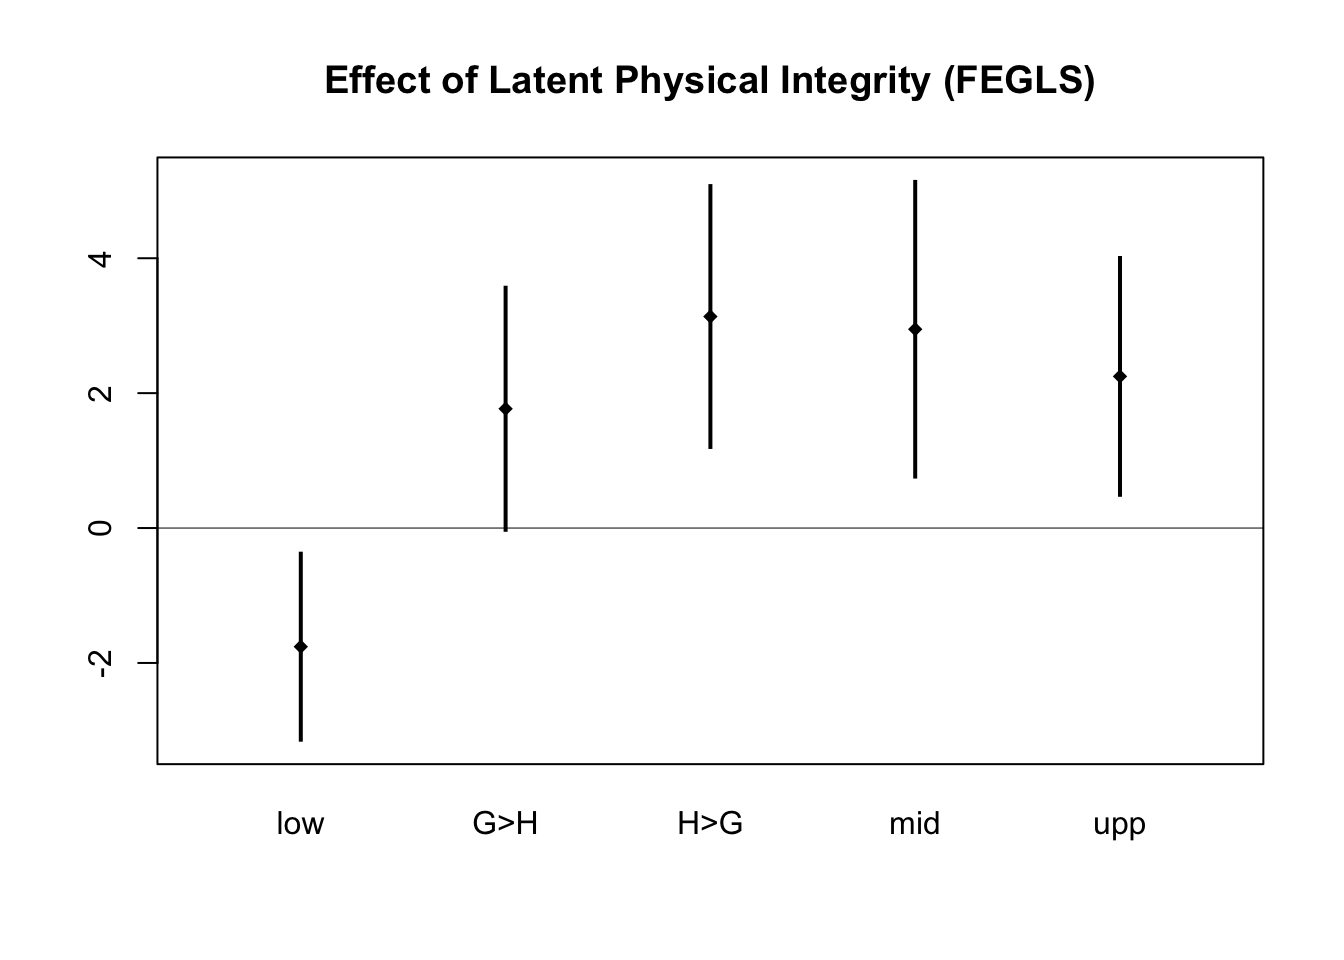 Effect of Latent Physical Integrity (FEGLS)
4
2
0
-2
low G>H H>G mid upp